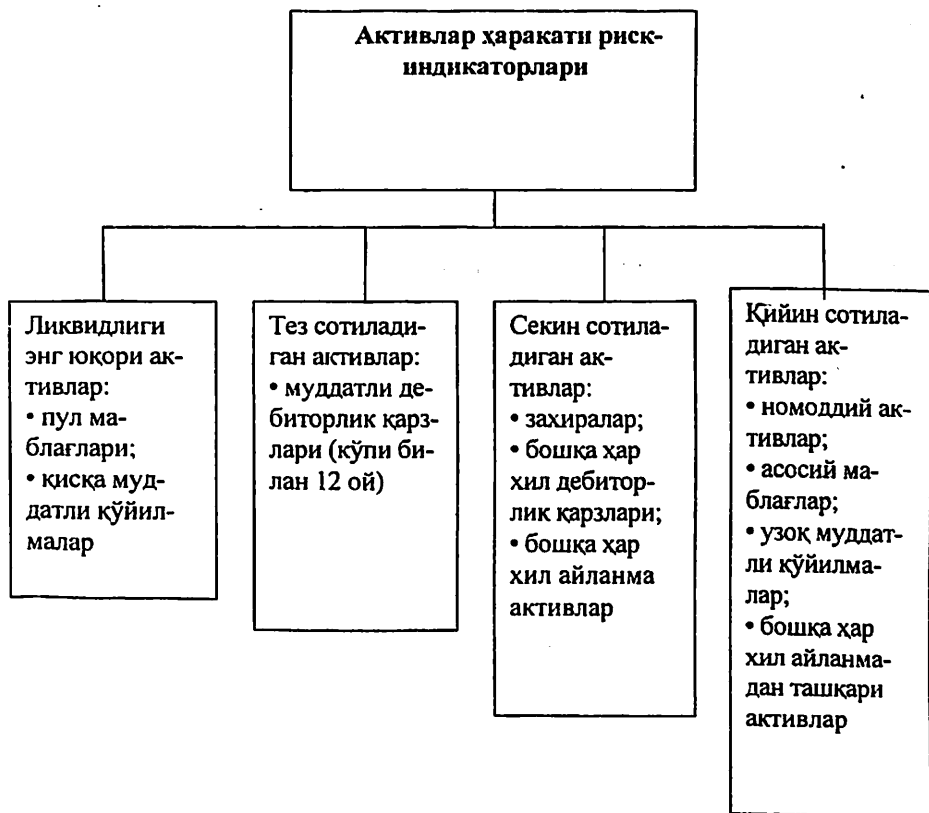 Активлар ҳаракати риск-
индикаторлари
Ликвидлиги
энг юқори ак-
тивлар:
• пул ма-
блағлари;
• қисқа муд-
датли қўйил-
малар
Тез сотилади-
ган активлар:
• муддатли де-
биторлик қарз-
лари (кўпи би-
лан 12 ой)
Секин сотила-
диган ак-
тивлар:
• захиралар;
• бошқа ҳар
хил дебитор-
лик қарзлари;
• бошқа ҳар
хил айланма
активлар
Қийин сотила-
диган ак-
тивлар:
• номоддий ак-
тивлар;
• асосий ма-
блағлар;
• узоқ муддат-
ли қўйилма-
лар;
• бошқа ҳар
хил айланма-
дан ташқари
активлар